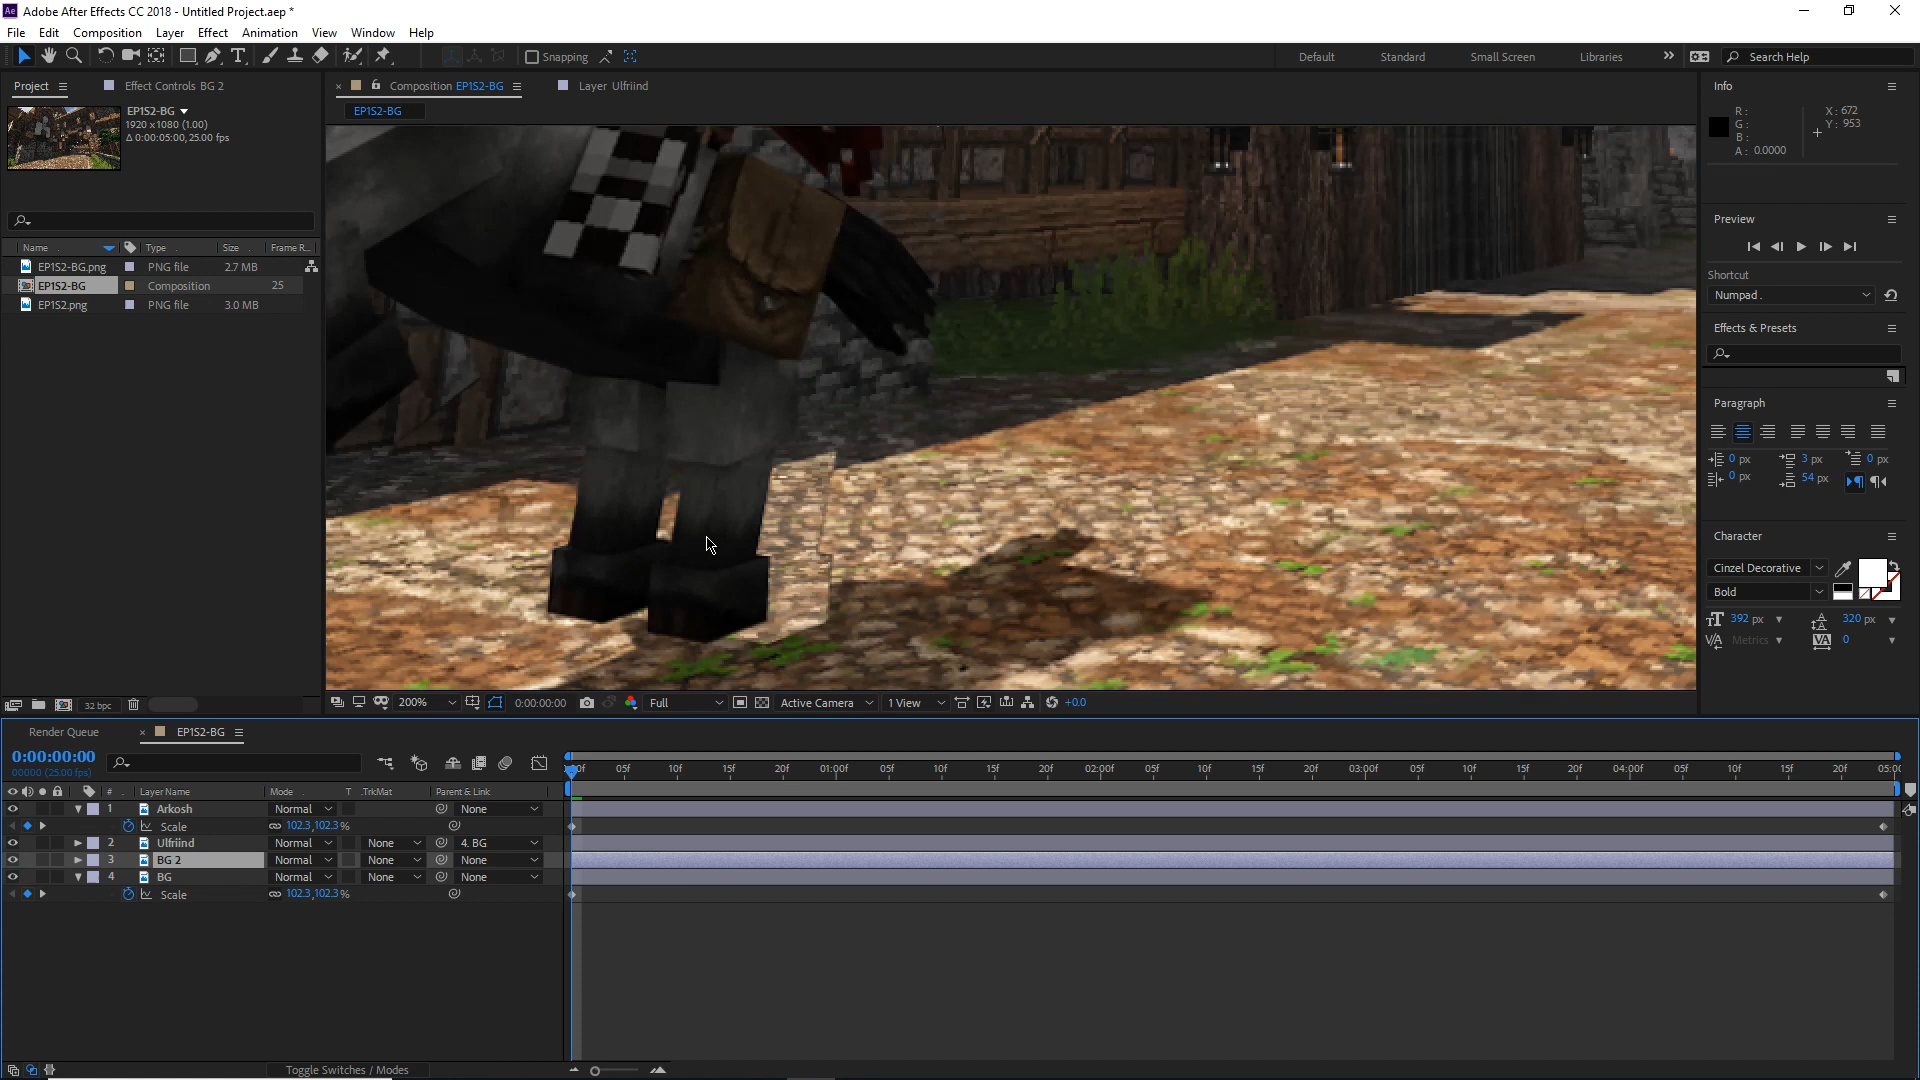 Ae Adobe After Effects CC 2018 - Untitled Project.aep *
File Edit Composition Layer Effect Animation View Window Help
Snapping Default Standard Small Screen Libraries Search Help
Project Effect Controls BG 2
Composition EP1S2-BG Layer Ulfriind
EP1S2-BG
EP1S2-BG
1920 x 1080 (1.00)
Δ 0:00:05:00, 25.00 fps
Name Type Size Frame R...
EP1S2-BG.png PNG file 2.7 MB
EP1S2-BG Composition 25
EP1S2.png PNG file 3.0 MB
32 bpc
200% 0:00:00:00 Full Active Camera 1 View +0.0
Info
R :
G :
B :
A : 0.0000
X : 672
Y : 953
Preview
Shortcut
Numpad .
Effects & Presets
Paragraph
0 px 3 px 0 px
0 px 54 px
Character
Cinzel Decorative
Bold
392 px 320 px
Metrics 0
Render Queue EP1S2-BG
0:00:00:00
00000 (25.00 fps)
05f 10f 15f 20f 01:00f 05f 10f 15f 20f 02:00f 05f 10f 15f 20f 03:00f 05f 10f 15f 20f 04:00f 05f 10f 15f 20f
# Layer Name Mode T .TrkMat Parent & Link
1 Arkosh Normal None
Scale 102.3,102.3 %
2 Ulfriind Normal None 4. BG
3 BG 2 Normal None None
4 BG Normal None None
Scale 102.3,102.3 %
Toggle Switches / Modes